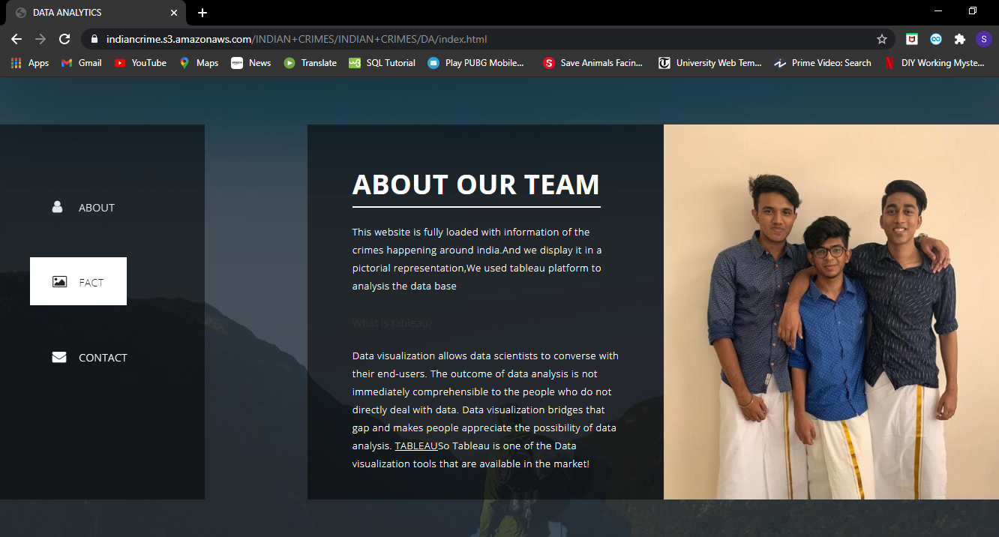 DATA ANALYTICS
indiancrime.s3.amazonaws.com/INDIAN+CRIMES/INDIAN+CRIMES/DA/index.html
S
Apps Gmail YouTube Maps News Translate SQL Tutorial Play PUBG Mobile... Save Animals Facin... University Web Tem... Prime Video: Search DIY Working Myste...
ABOUT
FACT
CONTACT
ABOUT OUR TEAM
This website is fully loaded with information of the
crimes happening around india.And we display it in a
pictorial representation,We used tableau platform to
analysis the data base
What is tableau?
Data visualization allows data scientists to converse with
their end-users. The outcome of data analysis is not
immediately comprehensible to the people who do not
directly deal with data. Data visualization bridges that
gap and makes people appreciate the possibility of data
analysis. TABLEAUSo Tableau is one of the Data
visualization tools that are available in the market!